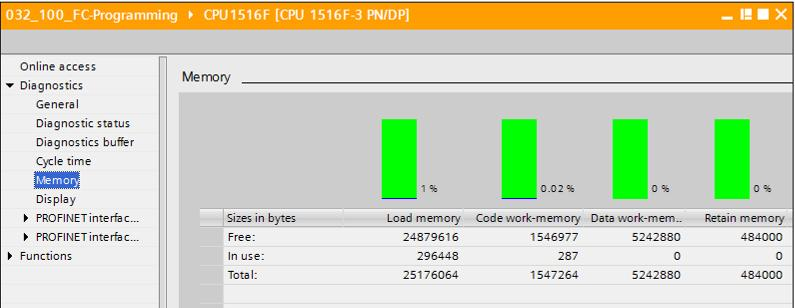 032_100_FC-Programming ▸ CPU1516F [CPU 1516F-3 PN/DP]
Online access
Diagnostics
General
Diagnostic status
Diagnostics buffer
Cycle time
Memory
Display
PROFINET interfac...
PROFINET interfac...
Functions
Memory
1 % 0.02 % 0 % 0 %
Sizes in bytes Load memory Code work-memory Data work-mem.. Retain memory
Free: 24879616 1546977 5242880 484000
In use: 296448 287 0 0
Total: 25176064 1547264 5242880 484000